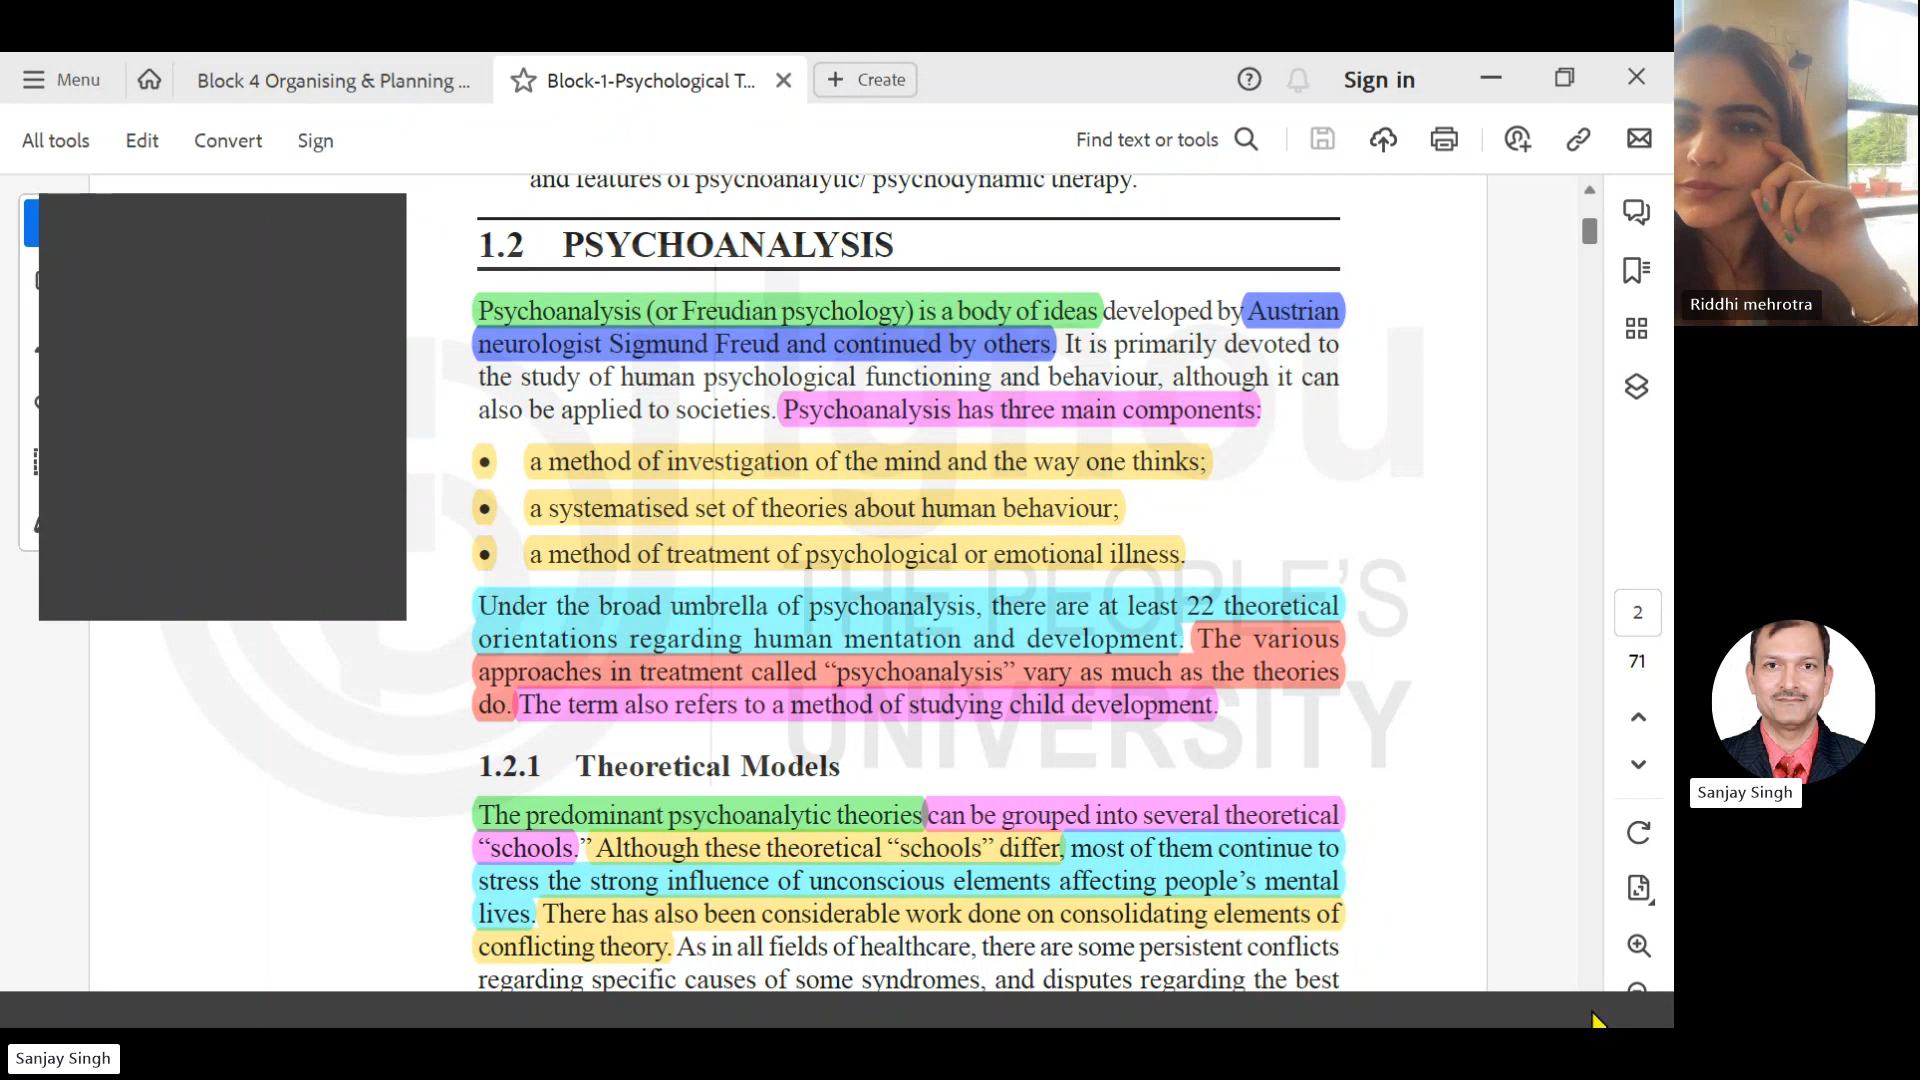 Menu
Block 4 Organising & Planning ...
Block-1-Psychological T...
Create
Sign in
All tools
Edit
Convert
Sign
Find text or tools
and features of psychoanalytic/ psychodynamic therapy.
1.2 PSYCHOANALYSIS
Psychoanalysis (or Freudian psychology) is a body of ideas developed by Austrian
neurologist Sigmund Freud and continued by others. It is primarily devoted to
the study of human psychological functioning and behaviour, although it can
also be applied to societies. Psychoanalysis has three main components:
• a method of investigation of the mind and the way one thinks;
• a systematised set of theories about human behaviour;
• a method of treatment of psychological or emotional illness.
Under the broad umbrella of psychoanalysis, there are at least 22 theoretical
orientations regarding human mentation and development. The various
approaches in treatment called “psychoanalysis” vary as much as the theories
do. The term also refers to a method of studying child development.
1.2.1 Theoretical Models
The predominant psychoanalytic theories can be grouped into several theoretical
“schools.” Although these theoretical “schools” differ, most of them continue to
stress the strong influence of unconscious elements affecting people’s mental
lives. There has also been considerable work done on consolidating elements of
conflicting theory. As in all fields of healthcare, there are some persistent conflicts
regarding specific causes of some syndromes, and disputes regarding the best
ignou
THE PEOPLE'S
UNIVERSITY
2
71
Riddhi mehrotra
Sanjay Singh
Sanjay Singh